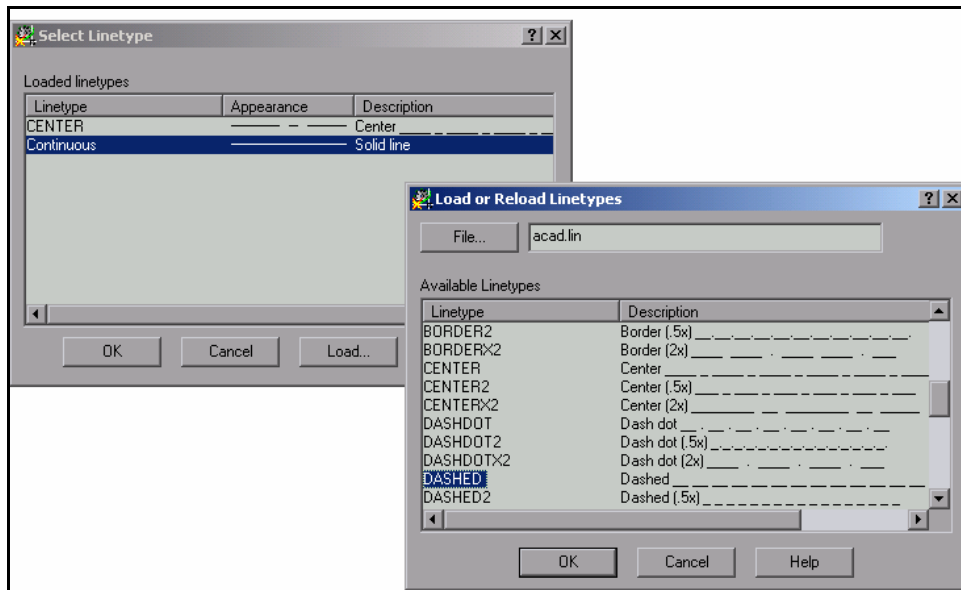 Select Linetype
Loaded linetypes
Linetype Appearance Description
CENTER Center
Continuous Solid line
OK Cancel Load...
Load or Reload Linetypes
File... acad.lin
Available Linetypes
Linetype Description
BORDER2 Border (.5x)
BORDERX2 Border (2x)
CENTER Center
CENTER2 Center (.5x)
CENTERX2 Center (2x)
DASHDOT Dash dot
DASHDOT2 Dash dot (.5x)
DASHDOTX2 Dash dot (2x)
DASHED Dashed
DASHED2 Dashed (.5x)
OK Cancel Help